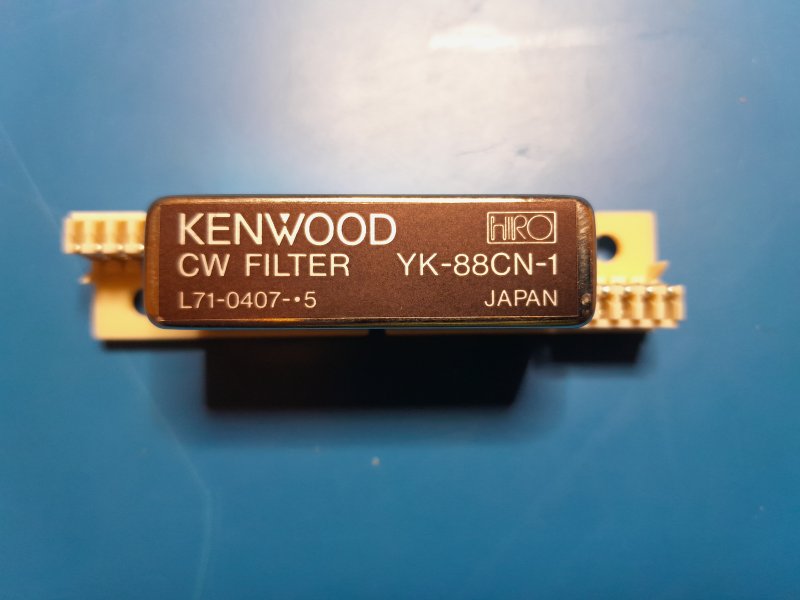 KENWOOD HIRO
CW FILTER YK-88CN-1
L71-0407-•5 JAPAN